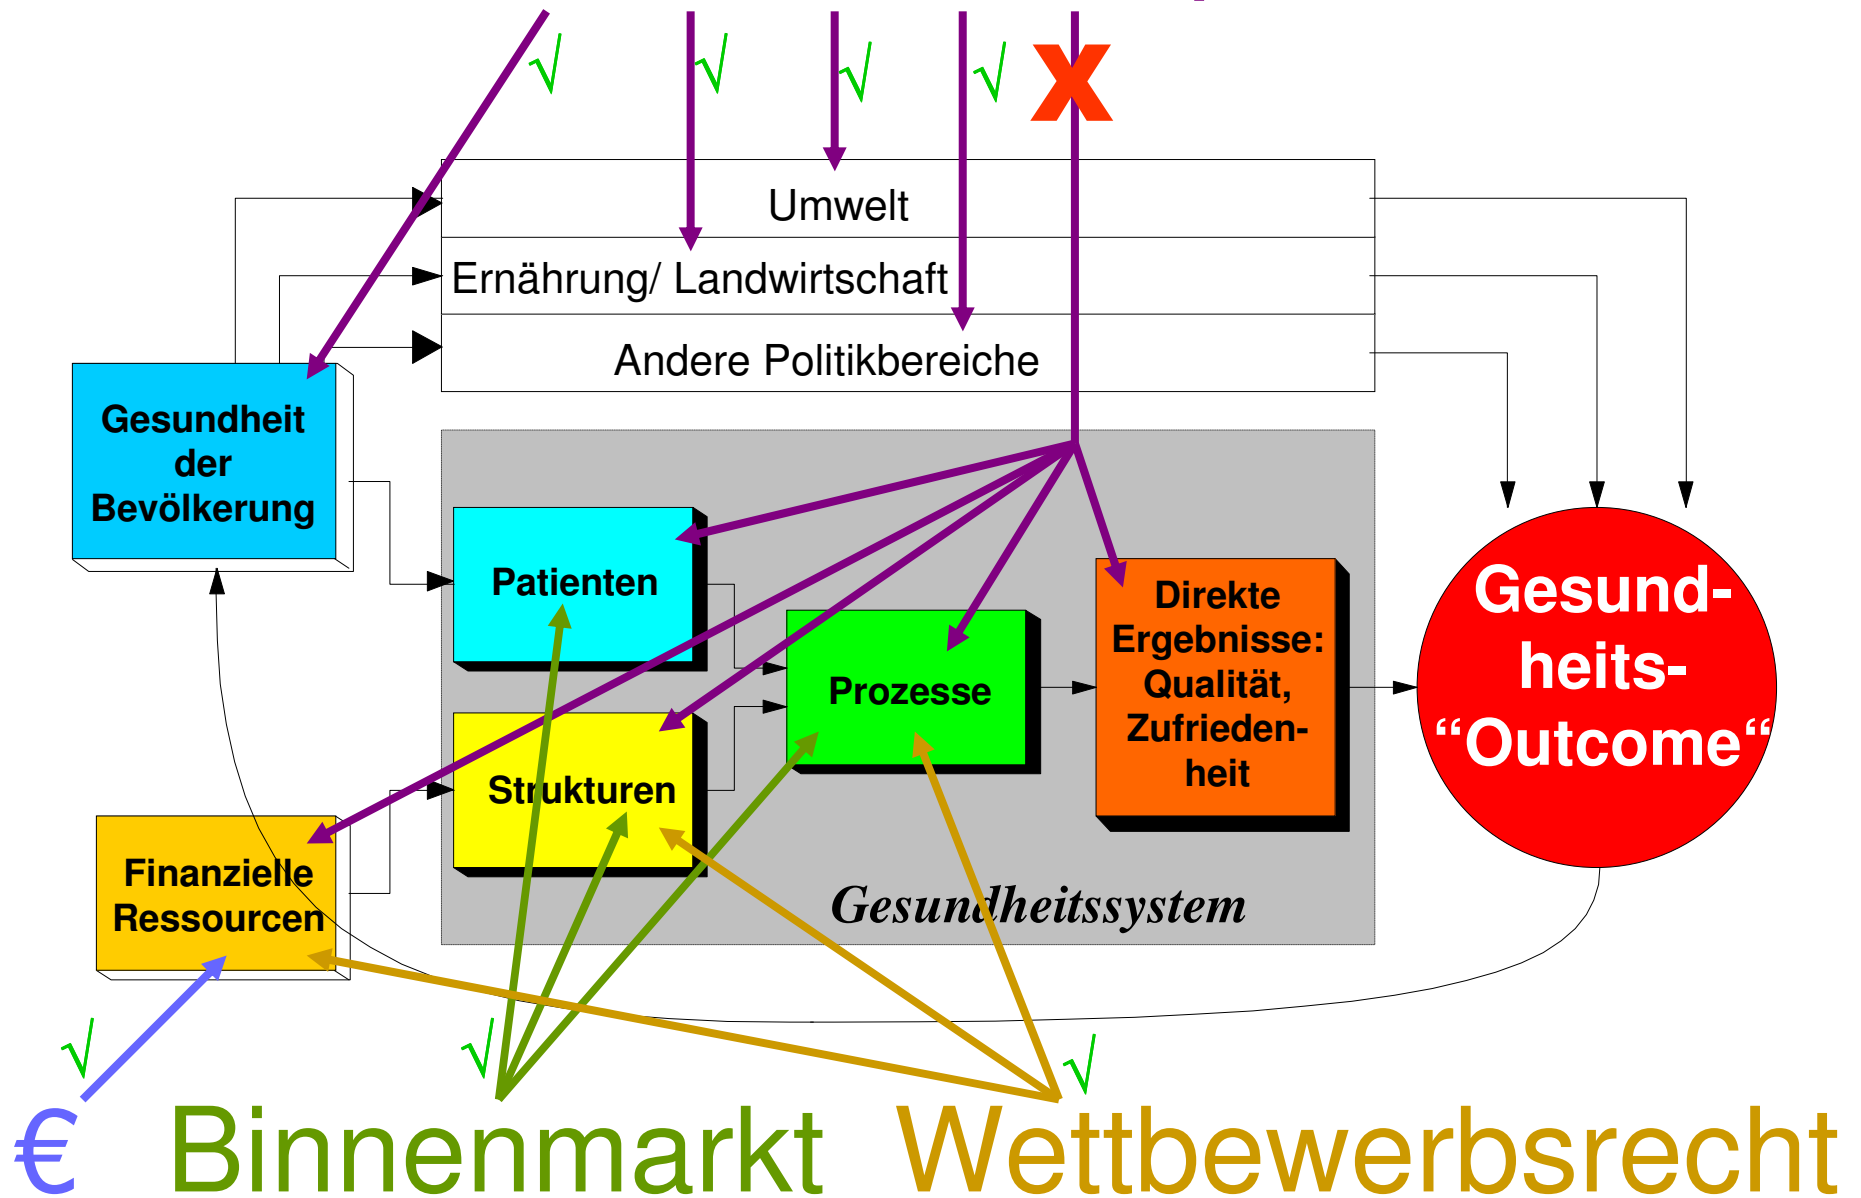 Umwelt
Ernährung/ Landwirtschaft
Andere Politikbereiche
Gesundheit
der
Bevölkerung
Patienten
Strukturen
Prozesse
Direkte
Ergebnisse:
Qualität,
Zufrieden-
heit
Gesund-
heits-
“Outcome“
Finanzielle
Ressourcen
Gesundheitssystem
€ Binnenmarkt Wettbewerbsrecht